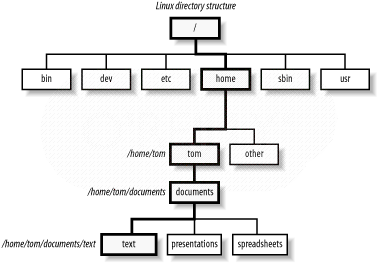 Linux directory structure
/
bin dev etc home sbin usr
/home/tom tom other
/home/tom/documents documents
/home/tom/documents/text text presentations spreadsheets